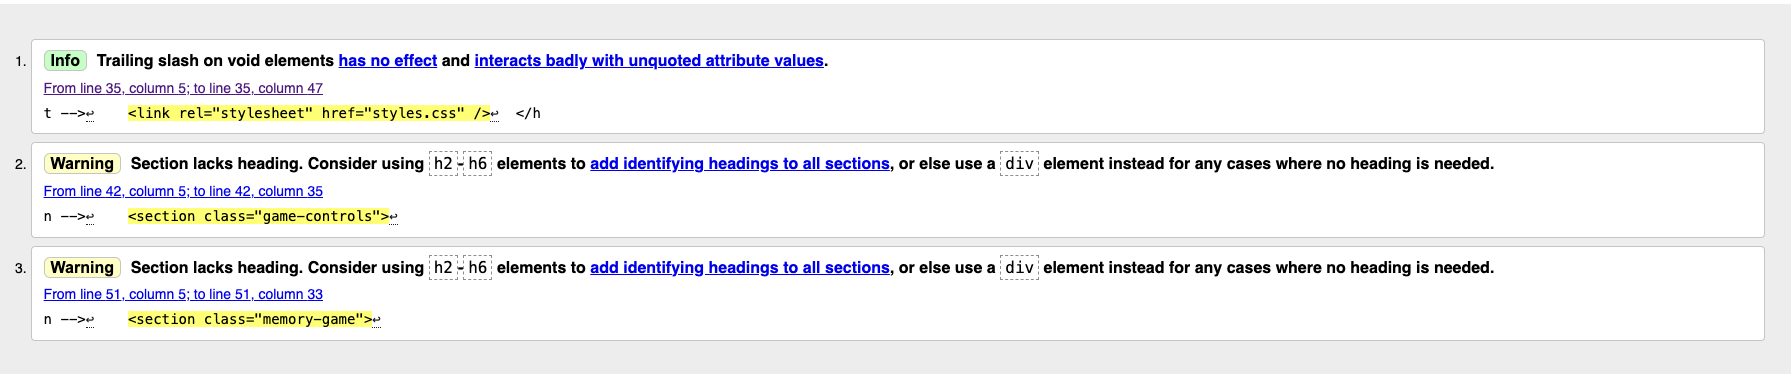 1. Info Trailing slash on void elements has no effect and interacts badly with unquoted attribute values.
From line 35, column 5; to line 35, column 47
t -->↩    <link rel="stylesheet" href="styles.css" />↩  </h
2. Warning Section lacks heading. Consider using h2-h6 elements to add identifying headings to all sections, or else use a div element instead for any cases where no heading is needed.
From line 42, column 5; to line 42, column 35
n -->↩    <section class="game-controls">↩
3. Warning Section lacks heading. Consider using h2-h6 elements to add identifying headings to all sections, or else use a div element instead for any cases where no heading is needed.
From line 51, column 5; to line 51, column 33
n -->↩    <section class="memory-game">↩